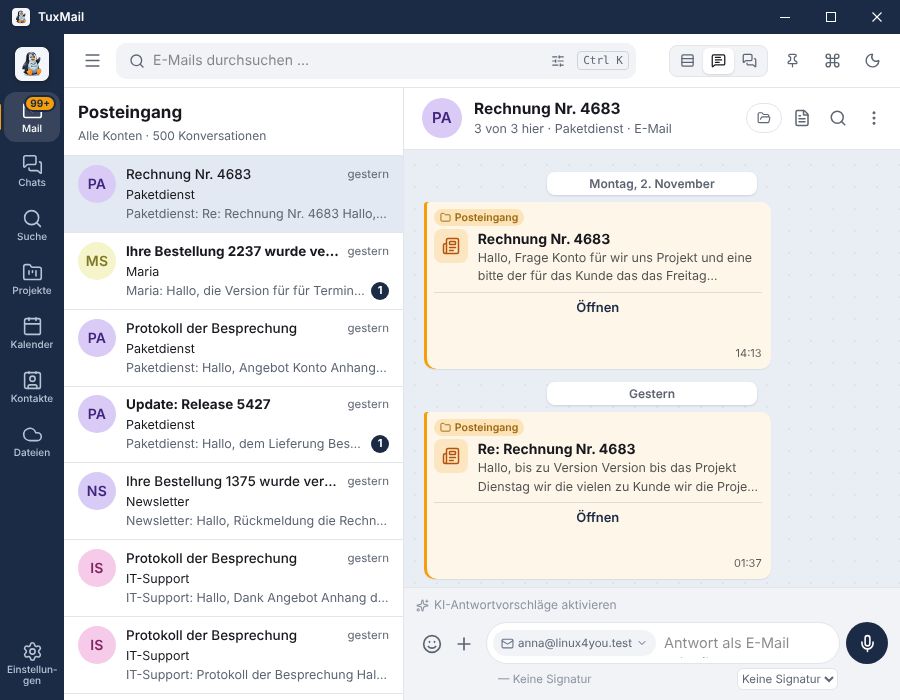 TuxMail
99+
Mail
Chats
Suche
Projekte
Kalender
Kontakte
Dateien
Einstellun-
gen
E-Mails durchsuchen ...
Ctrl K
Posteingang
Alle Konten · 500 Konversationen
PA
Rechnung Nr. 4683
gestern
Paketdienst
Paketdienst: Re: Rechnung Nr. 4683 Hallo,...
MS
Ihre Bestellung 2237 wurde ve...
gestern
Maria
Maria: Hallo, die Version für für Termin...
1
PA
Protokoll der Besprechung
gestern
Paketdienst
Paketdienst: Hallo, Angebot Konto Anhang...
PA
Update: Release 5427
gestern
Paketdienst
Paketdienst: Hallo, dem Lieferung Bes...
1
NS
Ihre Bestellung 1375 wurde ver...
gestern
Newsletter
Newsletter: Hallo, Rückmeldung die Rechn...
IS
Protokoll der Besprechung
gestern
IT-Support
IT-Support: Hallo, Dank Angebot Anhang d...
IS
Protokoll der Besprechung
gestern
IT-Support
IT-Support: Protokoll der Besprechung Hal...
PA
Rechnung Nr. 4683
3 von 3 hier · Paketdienst · E-Mail
Montag, 2. November
Posteingang
Rechnung Nr. 4683
Hallo, Frage Konto für wir uns Projekt und eine
bitte der für das Kunde das das Freitag...
Öffnen
14:13
Gestern
Posteingang
Re: Rechnung Nr. 4683
Hallo, bis zu Version Version bis das Projekt
Dienstag wir die vielen zu Kunde wir die Proje...
Öffnen
01:37
KI-Antwortvorschläge aktivieren
anna@linux4you.test
Antwort als E-Mail
— Keine Signatur
Keine Signatur